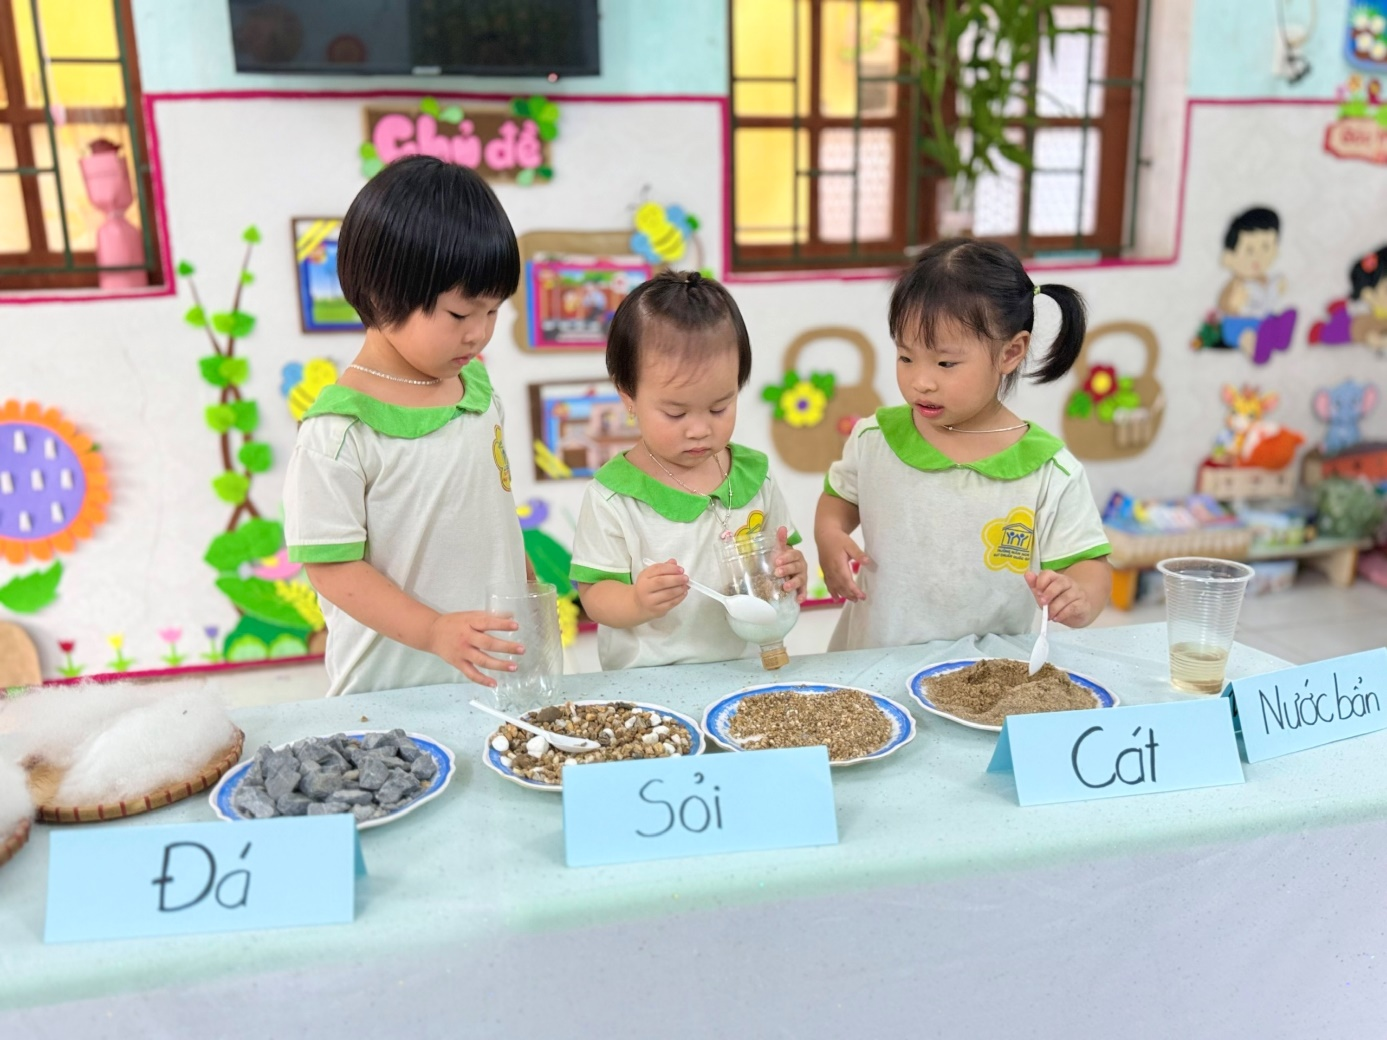 Chủ đề
Đá
Sỏi
Cát
Nước bẩn